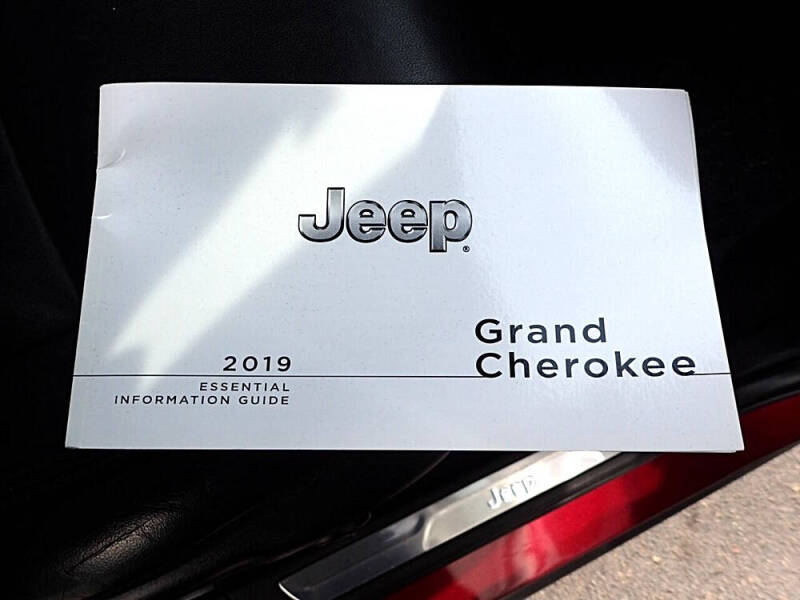 Jeep®
Grand
Cherokee
2019
ESSENTIAL
INFORMATION GUIDE
Jeep